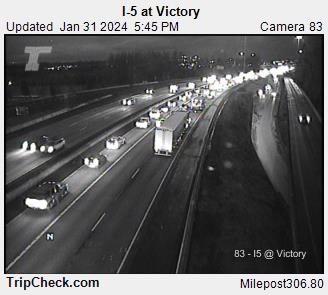 I-5 at Victory
Updated  Jan 31 2024  5:45 PM
Camera 83
T
N
83 - I5 @ Victory
TripCheck.com
Milepost306.80